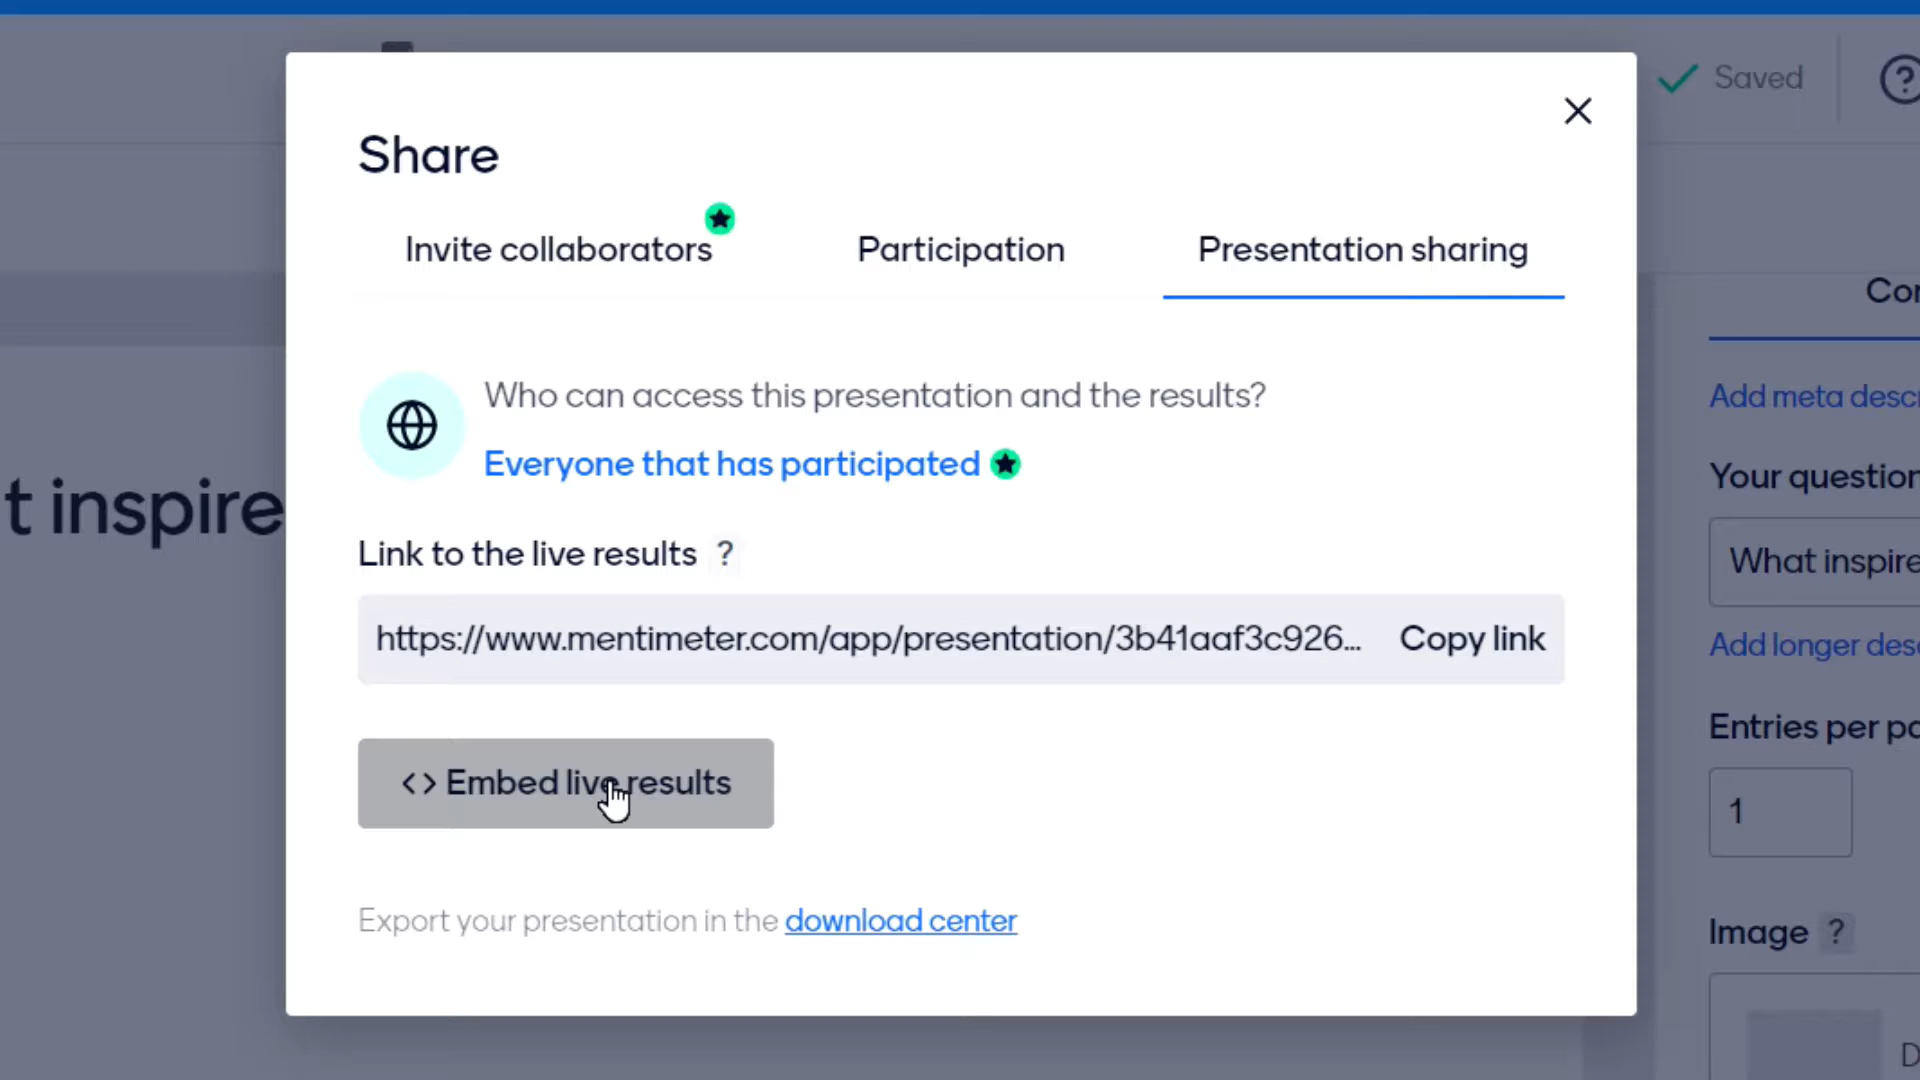 Saved
Share
Invite collaborators
Participation
Presentation sharing
Who can access this presentation and the results?
Everyone that has participated
Link to the live results ?
https://www.mentimeter.com/app/presentation/3b41aaf3c926...
Copy link
<> Embed live results
Export your presentation in the download center
t inspire
Con
Add meta descr
Your question
What inspire
Add longer desc
Entries per pa
1
Image ?
D